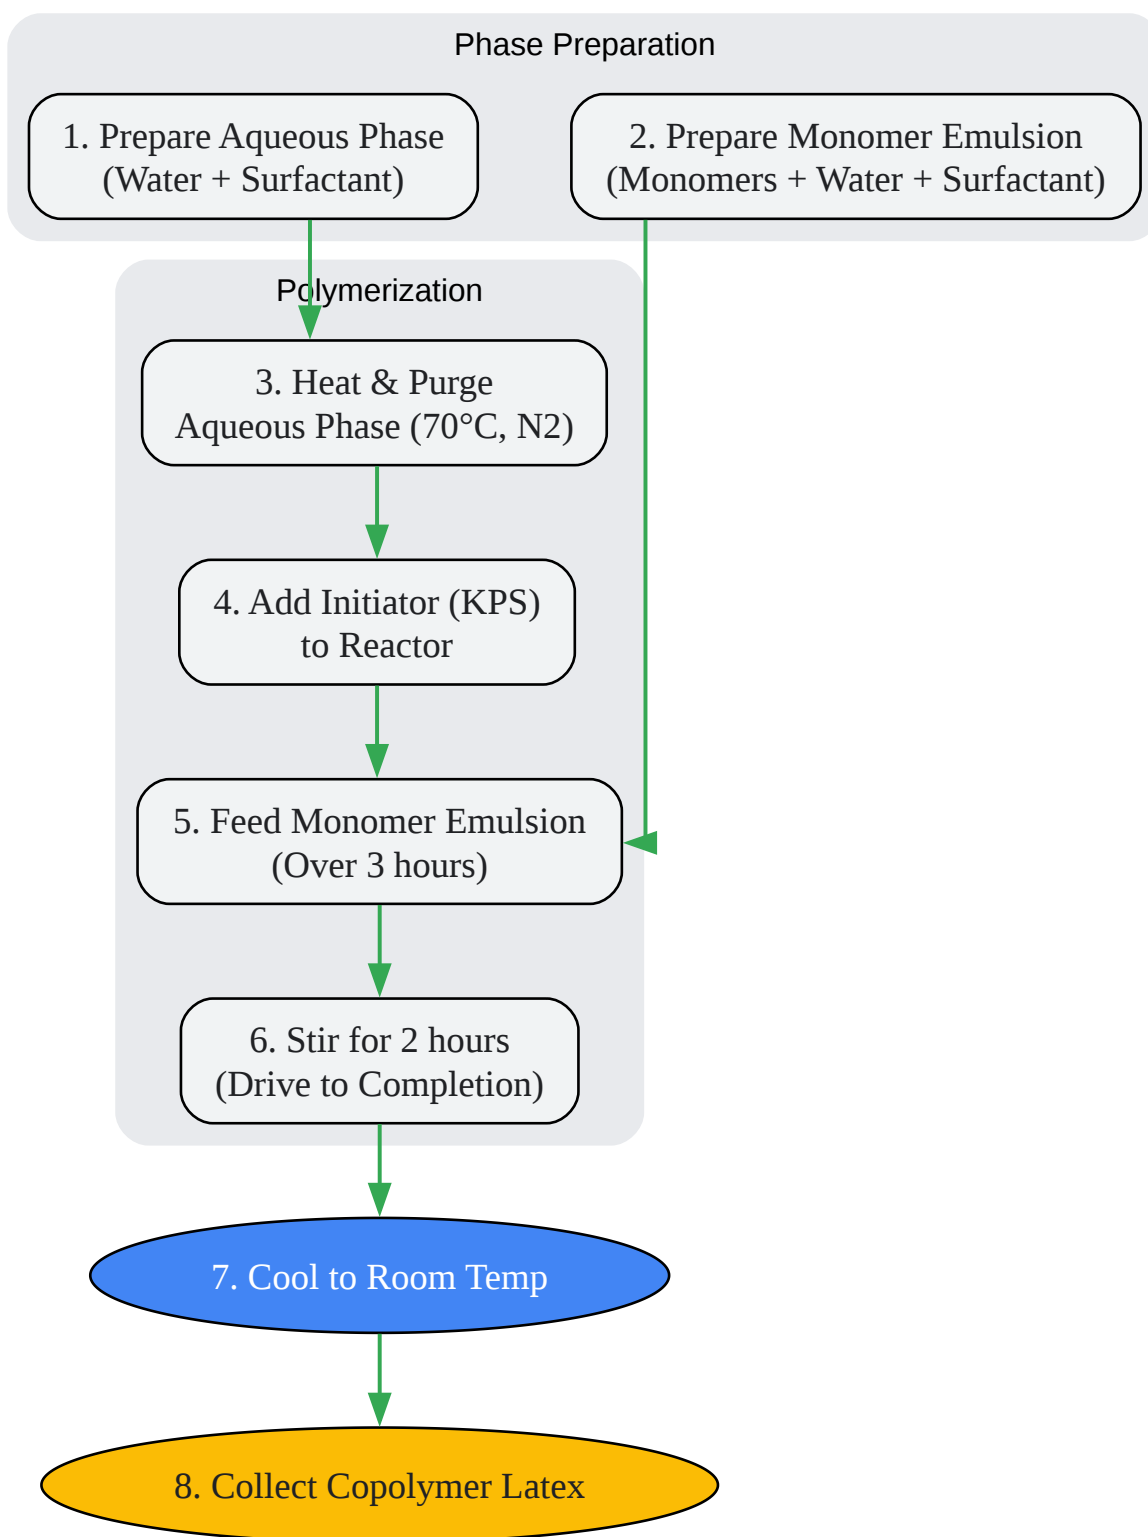 Phase Preparation
1. Prepare Aqueous Phase
(Water + Surfactant)
2. Prepare Monomer Emulsion
(Monomers + Water + Surfactant)
Polymerization
3. Heat & Purge
Aqueous Phase (70°C, N2)
4. Add Initiator (KPS)
to Reactor
5. Feed Monomer Emulsion
(Over 3 hours)
6. Stir for 2 hours
(Drive to Completion)
7. Cool to Room Temp
8. Collect Copolymer Latex